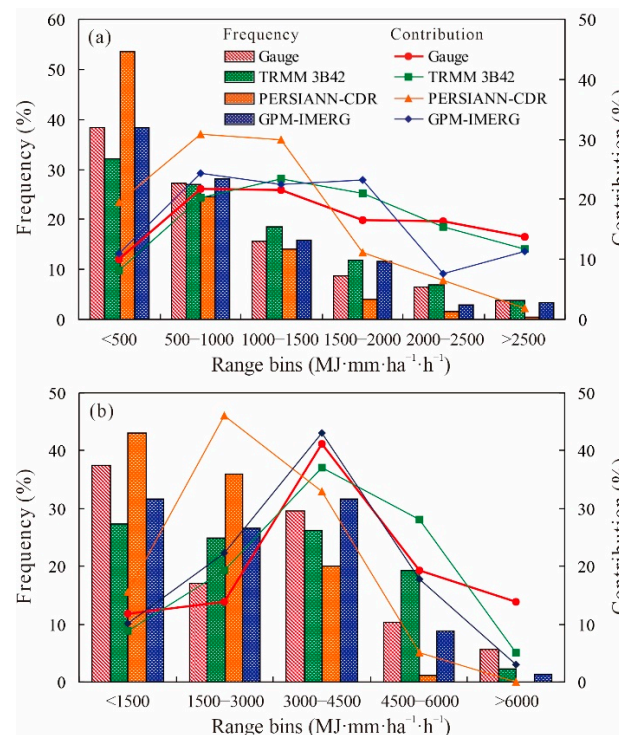 (a)
Frequency
Contribution
Gauge
Gauge
TRMM 3B42
TRMM 3B42
PERSIANN-CDR
PERSIANN-CDR
GPM-IMERG
GPM-IMERG
Frequency (%)
60
50
40
30
20
10
0
Contribution (%)
50
40
30
20
10
0
<500
500−1000
1000−1500
1500−2000
2000−2500
>2500
Range bins (MJ·mm·ha⁻¹·h⁻¹)
(b)
Frequency (%)
50
40
30
20
10
0
Contribution (%)
50
40
30
20
10
0
<1500
1500−3000
3000−4500
4500−6000
>6000
Range bins (MJ·mm·ha⁻¹·h⁻¹)